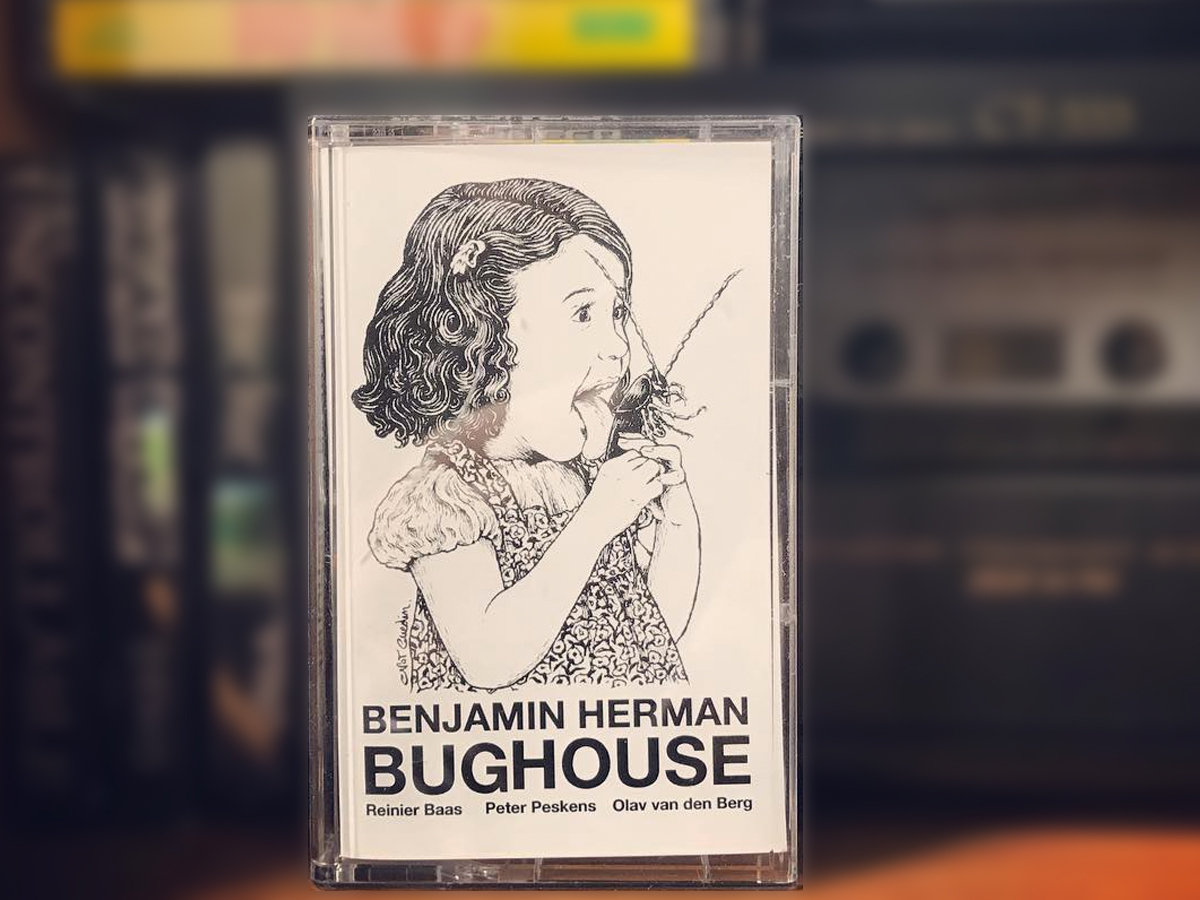 BENJAMIN HERMAN
BUGHOUSE
Reinier Baas Peter Peskens Olav van den Berg